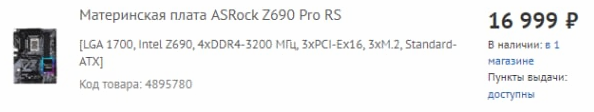 Материнская плата ASRock Z690 Pro RS
16 999 ₽
[LGA 1700, Intel Z690, 4xDDR4-3200 МГц, 3xPCI-Ex16, 3xM.2, Standard-
ATX]
Код товара: 4895780
В наличии: в 1
магазине
Пункты выдачи:
доступны